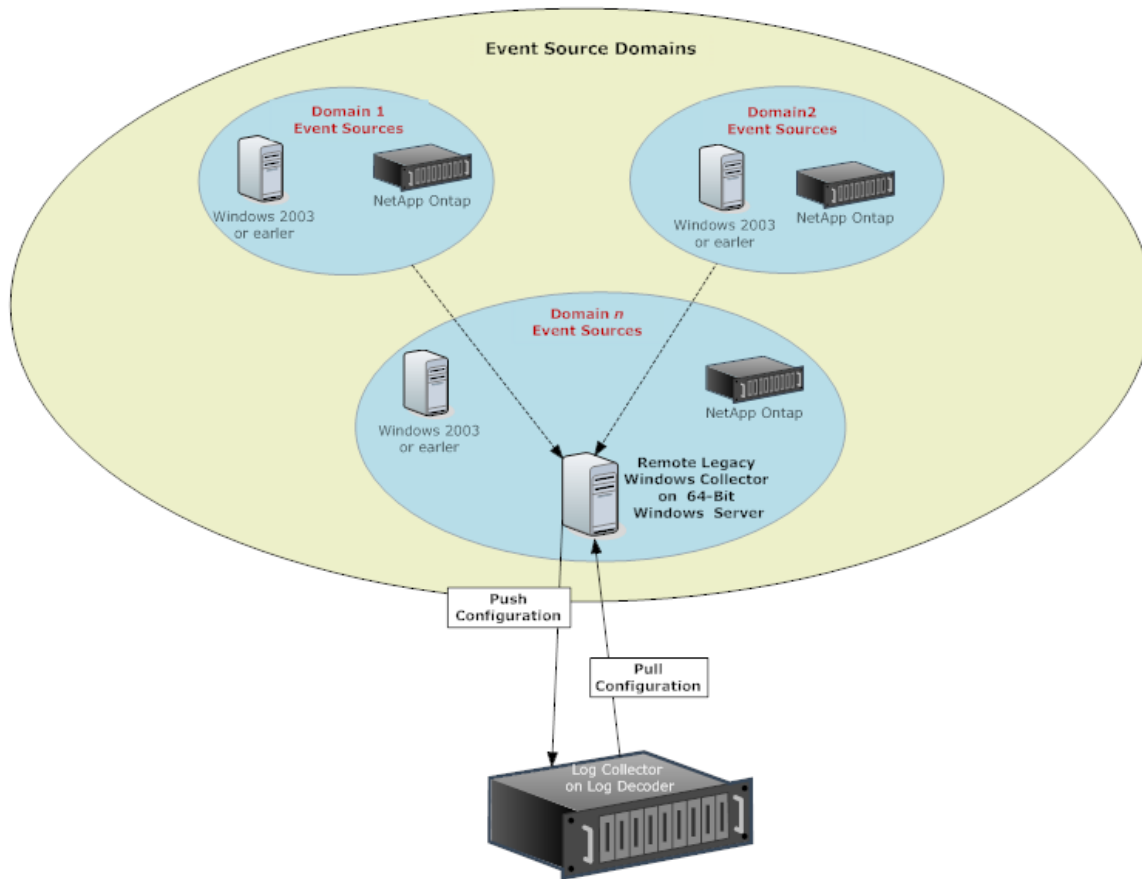 Event Source Domains
Domain 1
Event Sources
Windows 2003
or earler
NetApp Ontap
Domain2
Event Sources
Windows 2003
or earler
NetApp Ontap
Domain n
Event Sources
Windows 2003
or earler
NetApp Ontap
Remote Legacy
Windows Collector
on 64-Bit
Windows Server
Push
Configuration
Pull
Configuration
Log Collector
on Log Decoder